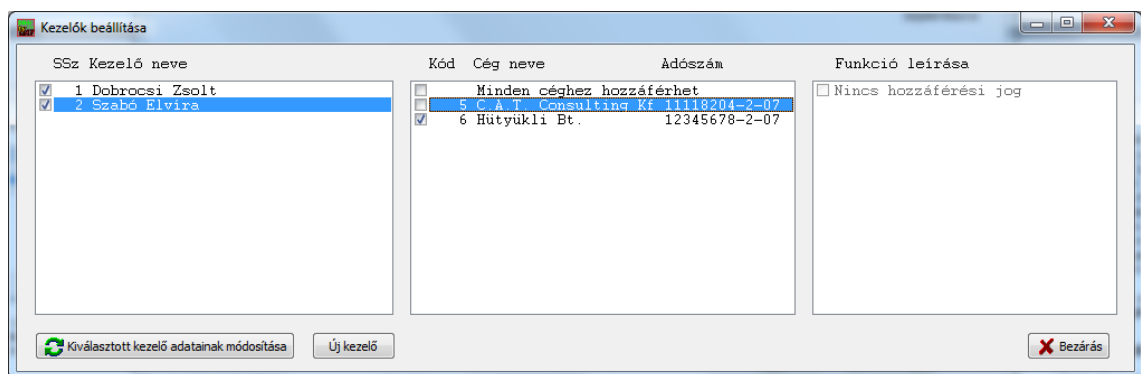 Kezelők beállítása
SSz Kezelő neve
Kód Cég neve Adószám
Funkció leírása
1 Dobrocsi Zsolt
2 Szabó Elvira
Minden céghez hozzáférhet
5 C.A.T. Consulting Kf 11118204-2-07
6 Hütyükli Bt. 12345678-2-07
Nincs hozzáférési jog
Kiválasztott kezelő adatainak módosítása
Új kezelő
Bezárás